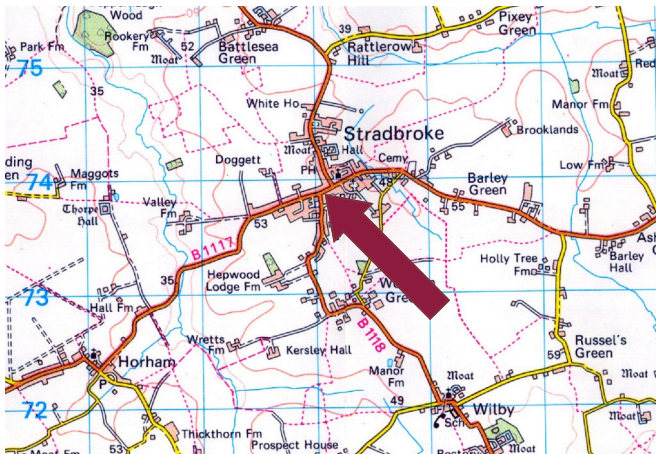 Wood
Rookery
Fm
52
Moat
Battlesea
Green
39
Rattlerow
Hill
Pixey
Green
Park Fm
75
35
Moat
Red
White Ho
Manor Fm
Stradbroke
Moat
Hall
Brooklands
Doggett
PH
Cemy
Low Fm
ding
en
Maggots
Fm
74
48
Barley
Green
Thorpe
Hall
Valley
Fm
53
55
B 1117
Ash
Barley
Hall
Hepwood
Lodge Fm
Holly Tree
Fm
35
73
Green
Hall Fm
Wretts
Fm
Kersley Hall
B 1118
Russel's
Green
59
Horham
P
Manor
Fm
Moat
72
49
Wilby
Sch
Moat
Thickthorn Fm
Prospect House
53
Moat Fm
Moat